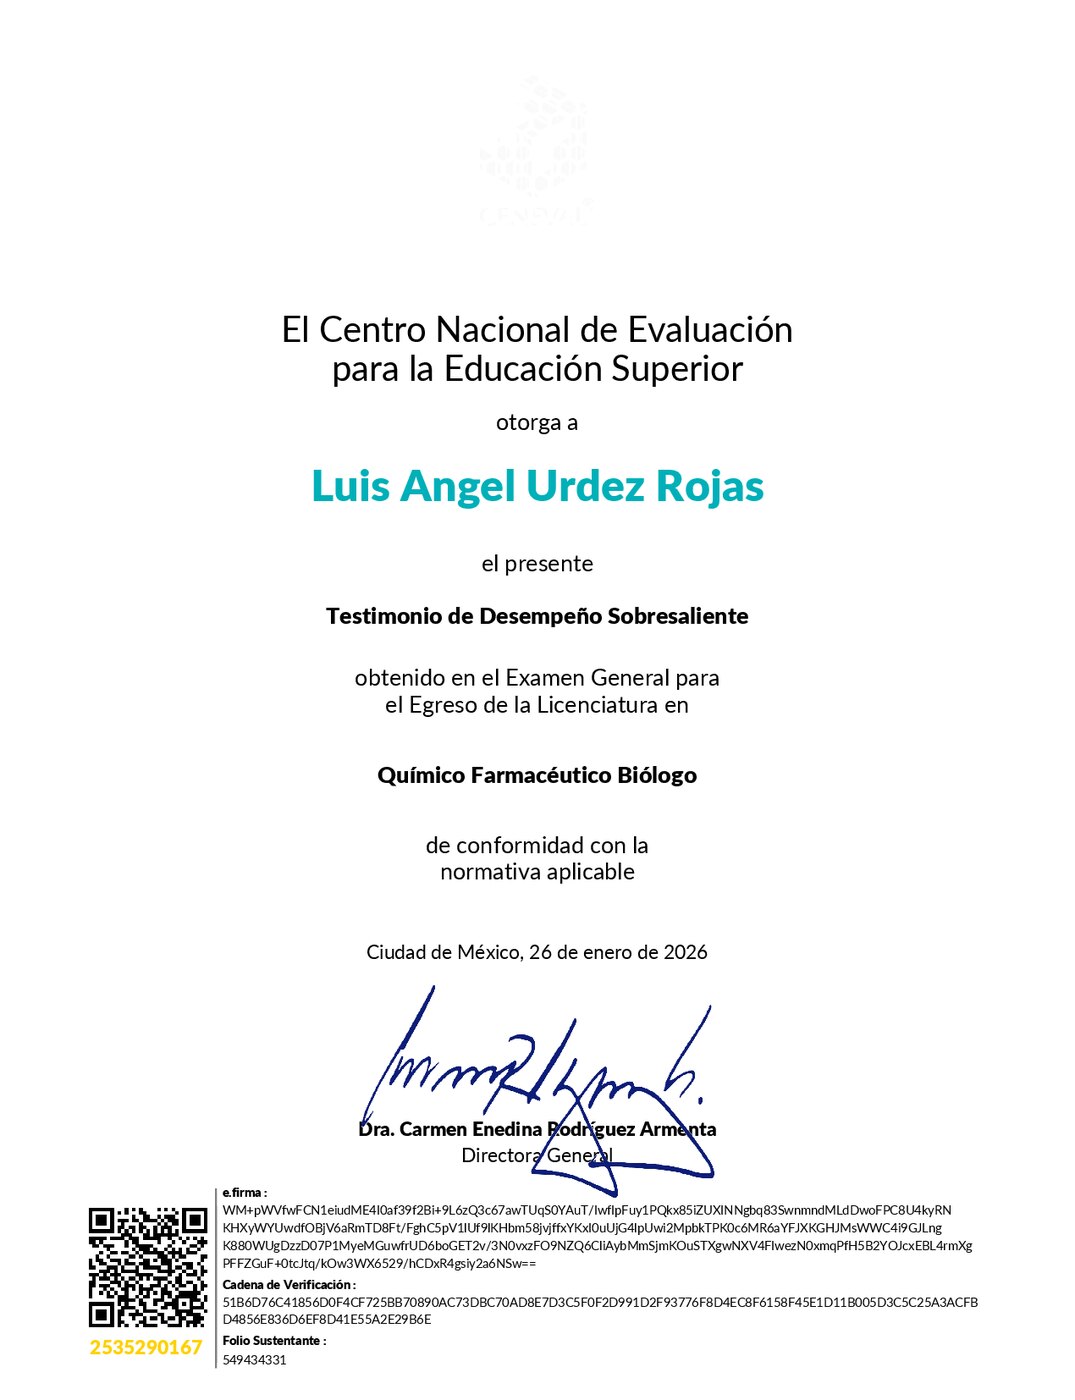 El Centro Nacional de Evaluación
para la Educación Superior
otorga a
Luis Angel Urdez Rojas
el presente
Testimonio de Desempeño Sobresaliente
obtenido en el Examen General para
el Egreso de la Licenciatura en
Químico Farmacéutico Biólogo
de conformidad con la
normativa aplicable
Ciudad de México, 26 de enero de 2026
Dra. Carmen Enedina Rodríguez Armenta
Directora General
e.firma :
WM+pWVfwFCN1eiudME4I0af39f2Bi+9L6zQ3c67awTUqS0YAuT/IwfIpFuy1PQkx85iZUXINNgbq83SwnmndMLdDwoFPC8U4kyRN
KHXyWYUwdfOBjV6aRmTD8Ft/FghC5pV1IUf9IKHbm58jvjffxYKxI0uUjG4IpUwi2MpbkTPK0c6MR6aYFJXKGHJMsWWC4i9GJLng
K880WUgDzzD07P1MyeMGuwfrUD6boGET2v/3N0vxzFO9NZQ6CIiAybMmSjmKOuSTXgwNXV4FIwezN0xmqPfH5B2YOJcxEBL4rmXg
PFFZGuF+0tcJtq/kOw3WX6529/hCDxR4gsiy2a6NSw==
Cadena de Verificación :
51B6D76C41856D0F4CF725BB70890AC73DBC70AD8E7D3C5F0F2D991D2F93776F8D4EC8F6158F45E1D11B005D3C5C25A3ACFB
D4856E836D6EF8D41E55A2E29B6E
Folio Sustentante :
549434331
2535290167